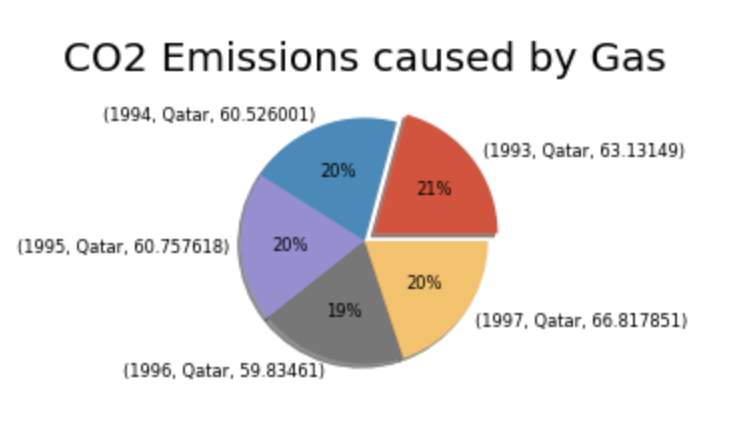 CO2 Emissions caused by Gas
(1994, Qatar, 60.526001)
(1993, Qatar, 63.13149)
20%
21%
(1995, Qatar, 60.757618)
20%
20%
19%
(1997, Qatar, 66.817851)
(1996, Qatar, 59.83461)